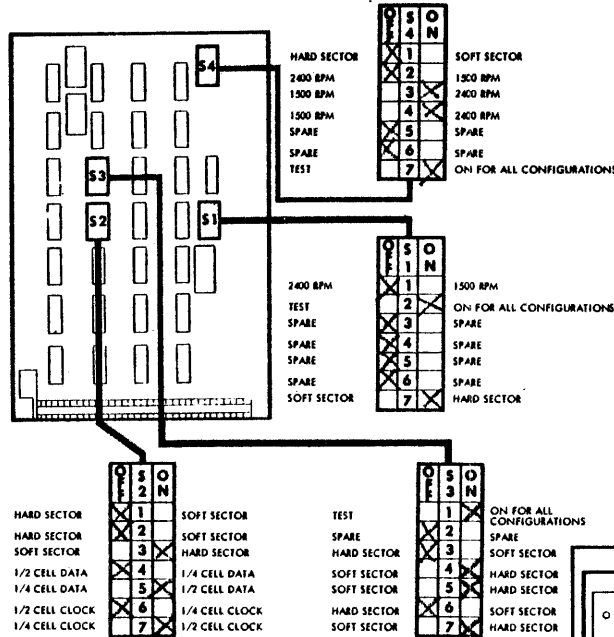 OFF S4 ON
HARD SECTOR 1 SOFT SECTOR
2400 RPM 2 1500 RPM
1500 RPM 3 2400 RPM
1500 RPM 4 2400 RPM
SPARE 5 SPARE
SPARE 6 SPARE
TEST 7 ON FOR ALL CONFIGURATIONS
S4
S3
S2
S1
OFF S1 ON
2400 RPM 1 1500 RPM
TEST 2 ON FOR ALL CONFIGURATIONS
SPARE 3 SPARE
SPARE 4 SPARE
SPARE 5 SPARE
SPARE 6 SPARE
SOFT SECTOR 7 HARD SECTOR
OFF S2 ON
HARD SECTOR 1 SOFT SECTOR
HARD SECTOR 2 SOFT SECTOR
SOFT SECTOR 3 HARD SECTOR
1/2 CELL DATA 4 1/4 CELL DATA
1/4 CELL DATA 5 1/2 CELL DATA
1/2 CELL CLOCK 6 1/4 CELL CLOCK
1/4 CELL CLOCK 7 1/2 CELL CLOCK
OFF S3 ON
TEST 1 ON FOR ALL
CONFIGURATIONS
SPARE 2 SPARE
HARD SECTOR 3 SOFT SECTOR
SOFT SECTOR 4 HARD SECTOR
SOFT SECTOR 5 HARD SECTOR
HARD SECTOR 6 SOFT SECTOR
SOFT SECTOR 7 HARD SECTOR